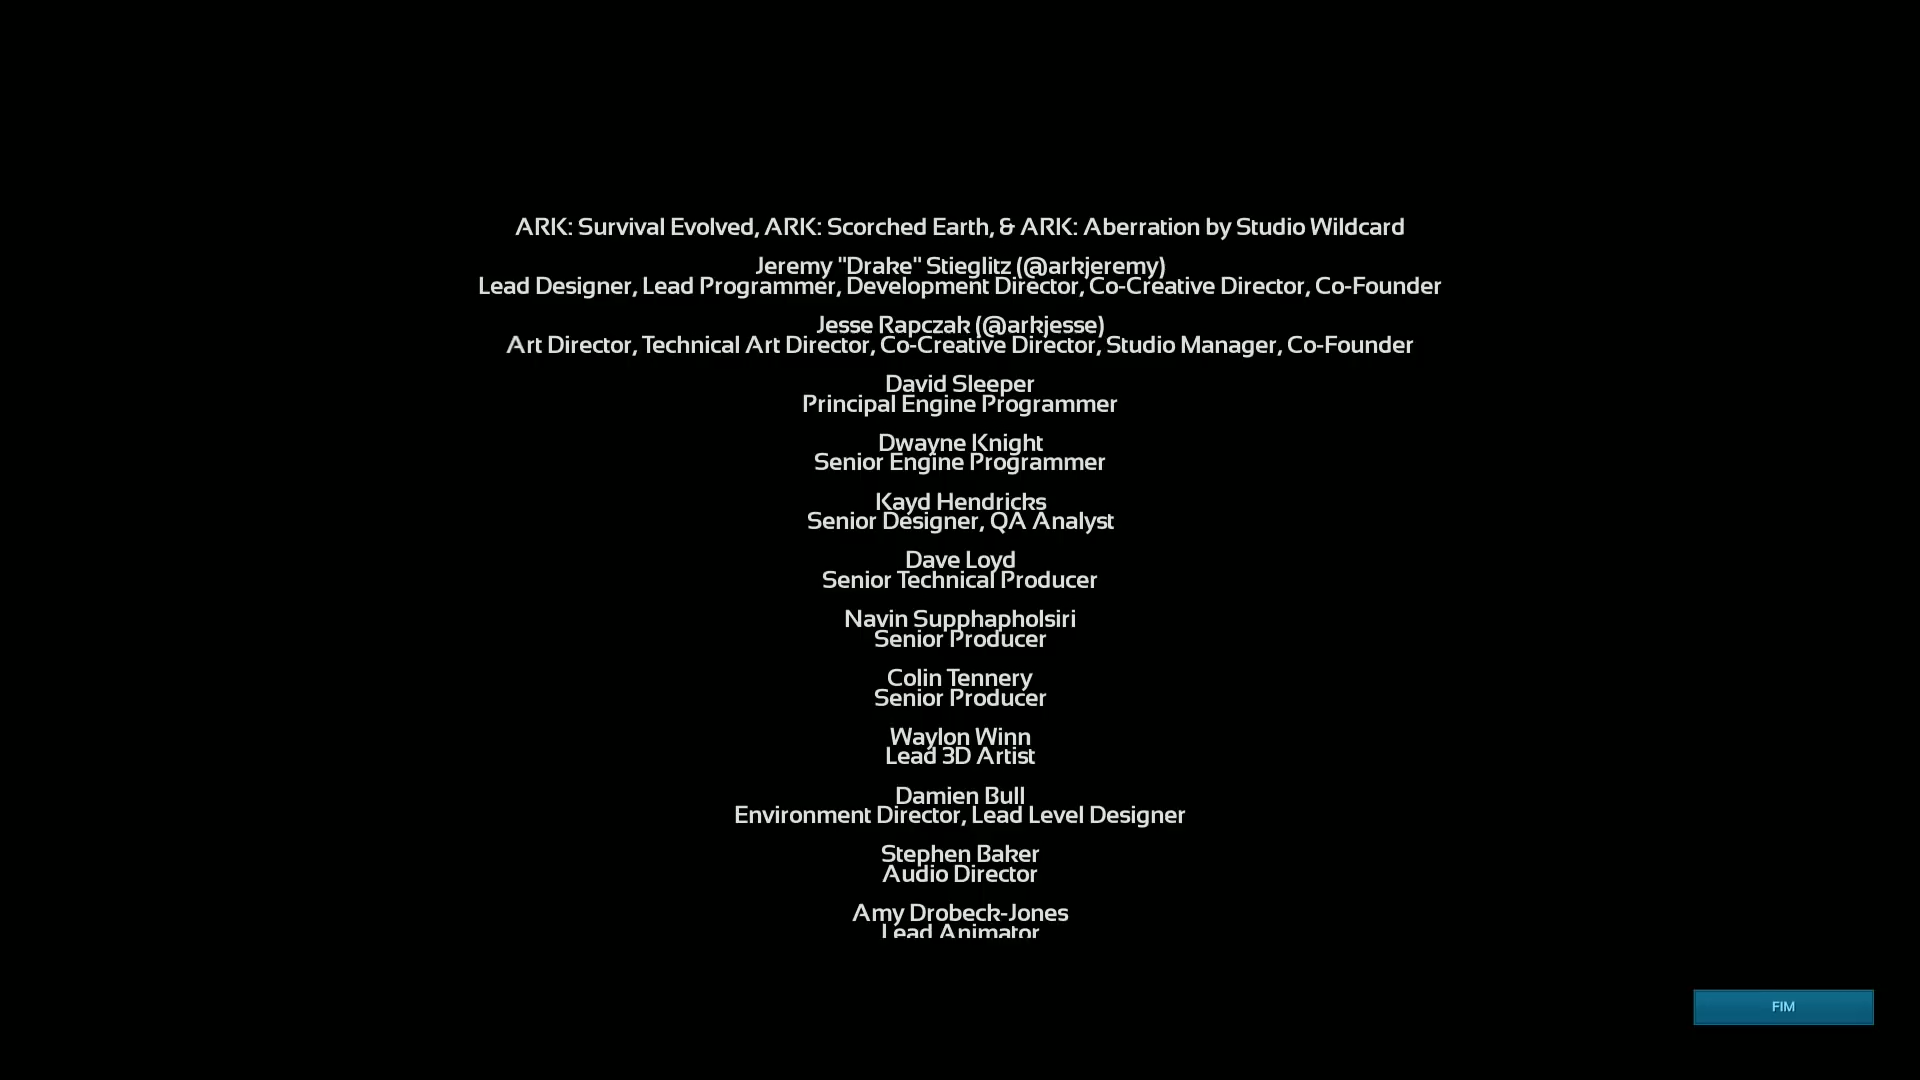 ARK: Survival Evolved, ARK: Scorched Earth, & ARK: Aberration by Studio Wildcard
Jeremy "Drake" Stieglitz (@arkjeremy)
Lead Designer, Lead Programmer, Development Director, Co-Creative Director, Co-Founder
Jesse Rapczak (@arkjesse)
Art Director, Technical Art Director, Co-Creative Director, Studio Manager, Co-Founder
David Sleeper
Principal Engine Programmer
Dwayne Knight
Senior Engine Programmer
Kayd Hendricks
Senior Designer, QA Analyst
Dave Loyd
Senior Technical Producer
Navin Supphapholsiri
Senior Producer
Colin Tennery
Senior Producer
Waylon Winn
Lead 3D Artist
Damien Bull
Environment Director, Lead Level Designer
Stephen Baker
Audio Director
Amy Drobeck-Jones
Lead Animator
FIM